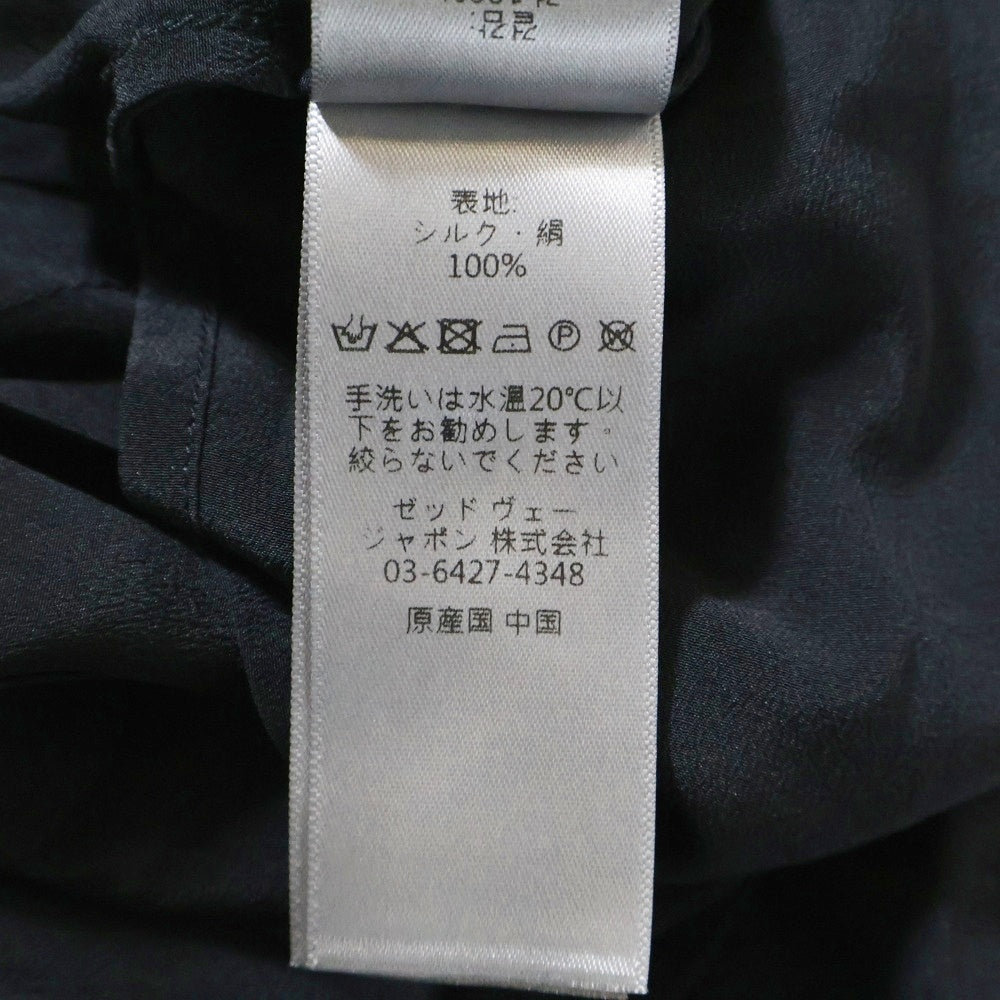 겉감:
表地:
シルク・絹
100%
P
W
手洗いは水温20℃以
下をお勧めします。
絞らないでください
ゼッド ヴェー
ジャポン 株式会社
03-6427-4348
原産国 中国